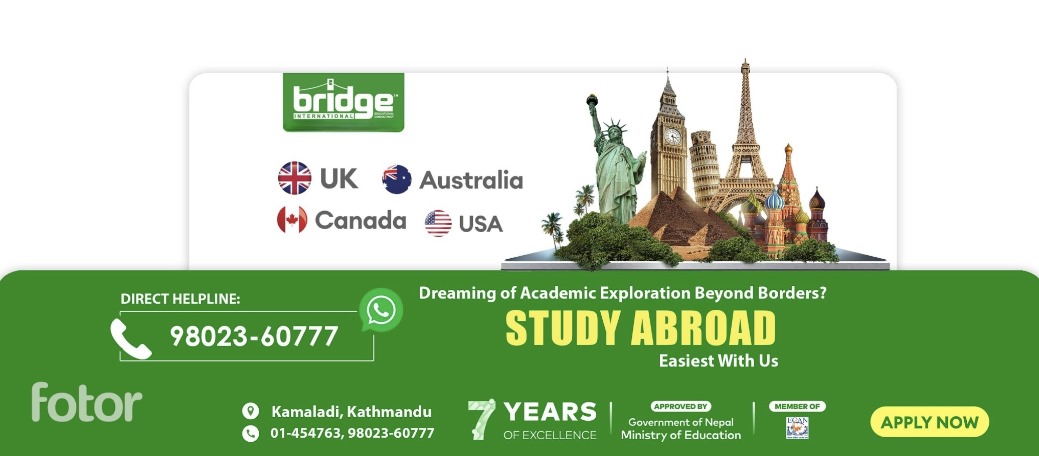 bridge
INTERNATIONAL
UK
Australia
Canada
USA
DIRECT HELPLINE:
98023-60777
Dreaming of Academic Exploration Beyond Borders?
STUDY ABROAD
Easiest With Us
fotor
Kamaladi, Kathmandu
01-454763, 98023-60777
7 YEARS
OF EXCELLENCE
APPROVED BY
Government of Nepal
Ministry of Education
MEMBER OF
ECAN
APPLY NOW